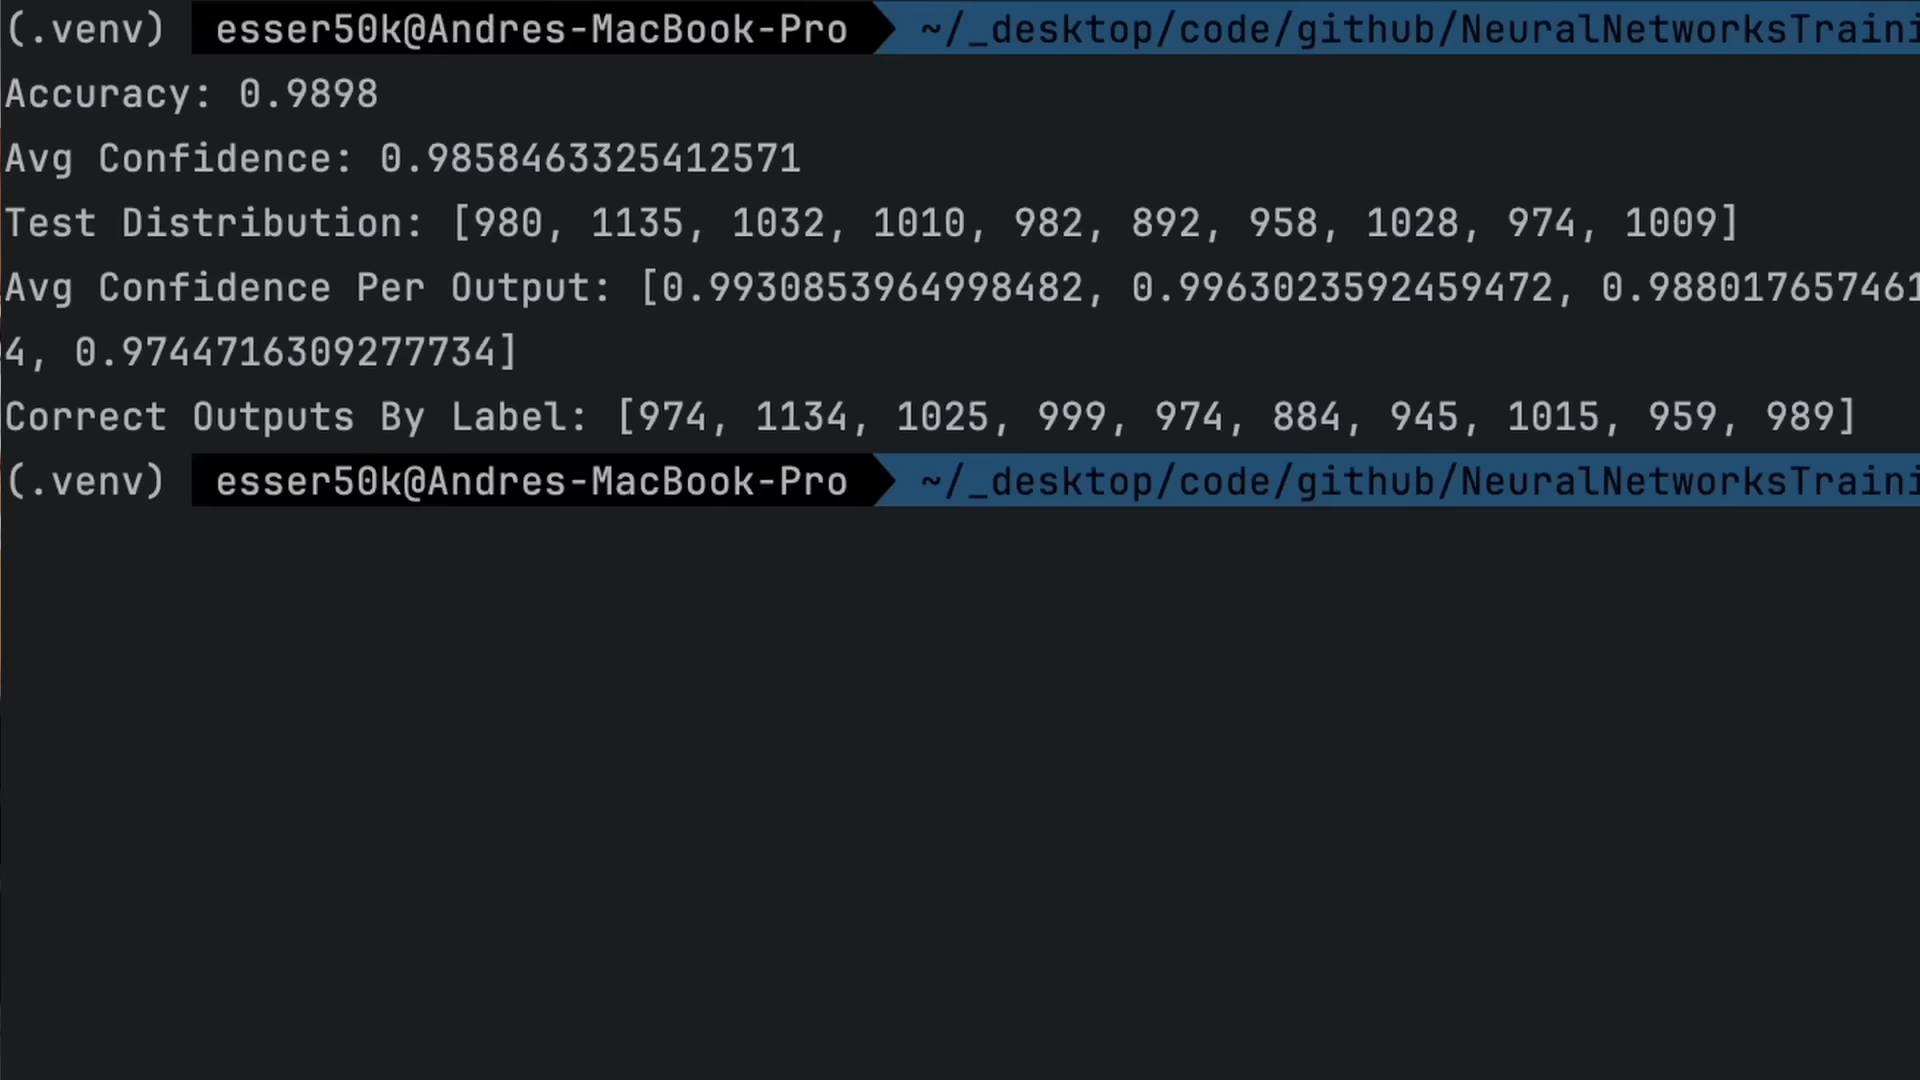 (.venv) esser50k@Andres-MacBook-Pro ~/_desktop/code/github/NeuralNetworksTraini
Accuracy: 0.9898
Avg Confidence: 0.9858463325412571
Test Distribution: [980, 1135, 1032, 1010, 982, 892, 958, 1028, 974, 1009]
Avg Confidence Per Output: [0.9930853964998482, 0.9963023592459472, 0.988017657461
4, 0.9744716309277734]
Correct Outputs By Label: [974, 1134, 1025, 999, 974, 884, 945, 1015, 959, 989]
(.venv) esser50k@Andres-MacBook-Pro ~/_desktop/code/github/NeuralNetworksTraini